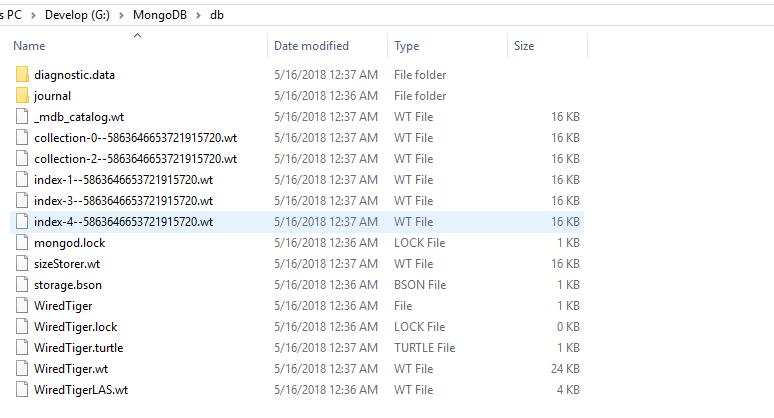 s PC > Develop (G:) > MongoDB > db
Name Date modified Type Size
diagnostic.data 5/16/2018 12:37 AM File folder
journal 5/16/2018 12:36 AM File folder
_mdb_catalog.wt 5/16/2018 12:37 AM WT File 16 KB
collection-0--5863646653721915720.wt 5/16/2018 12:37 AM WT File 16 KB
collection-2--5863646653721915720.wt 5/16/2018 12:37 AM WT File 16 KB
index-1--5863646653721915720.wt 5/16/2018 12:37 AM WT File 16 KB
index-3--5863646653721915720.wt 5/16/2018 12:37 AM WT File 16 KB
index-4--5863646653721915720.wt 5/16/2018 12:37 AM WT File 16 KB
mongod.lock 5/16/2018 12:36 AM LOCK File 1 KB
sizeStorer.wt 5/16/2018 12:37 AM WT File 16 KB
storage.bson 5/16/2018 12:36 AM BSON File 1 KB
WiredTiger 5/16/2018 12:36 AM File 1 KB
WiredTiger.lock 5/16/2018 12:36 AM LOCK File 0 KB
WiredTiger.turtle 5/16/2018 12:37 AM TURTLE File 1 KB
WiredTiger.wt 5/16/2018 12:37 AM WT File 24 KB
WiredTigerLAS.wt 5/16/2018 12:36 AM WT File 4 KB